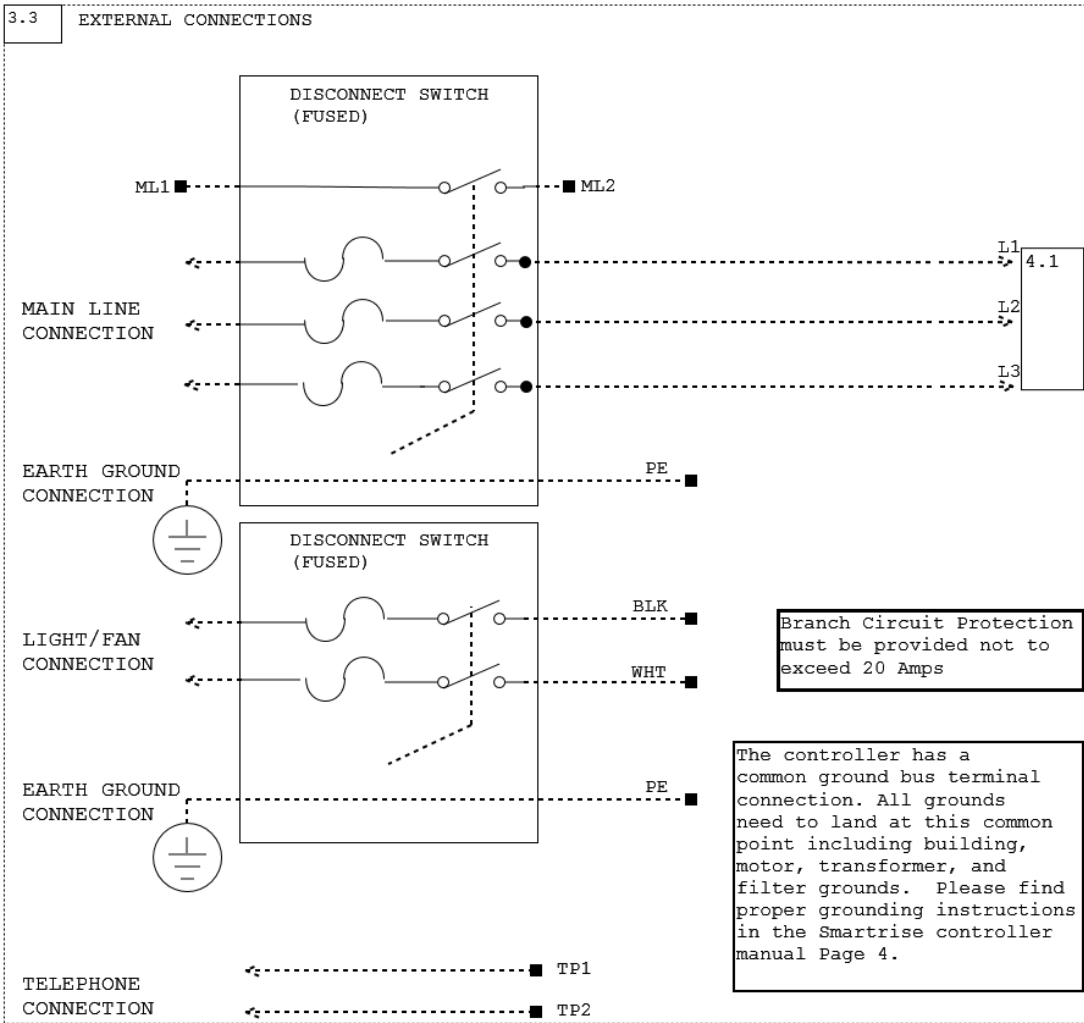 3.3 EXTERNAL CONNECTIONS
DISCONNECT SWITCH
(FUSED)
ML1
ML2
L1
4.1
MAIN LINE
CONNECTION
L2
L3
EARTH GROUND
CONNECTION
PE
DISCONNECT SWITCH
(FUSED)
LIGHT/FAN
CONNECTION
BLK
WHT
Branch Circuit Protection
must be provided not to
exceed 20 Amps
EARTH GROUND
CONNECTION
PE
The controller has a
common ground bus terminal
connection. All grounds
need to land at this common
point including building,
motor, transformer, and
filter grounds. Please find
proper grounding instructions
in the Smartrise controller
manual Page 4.
TELEPHONE
CONNECTION
TP1
TP2